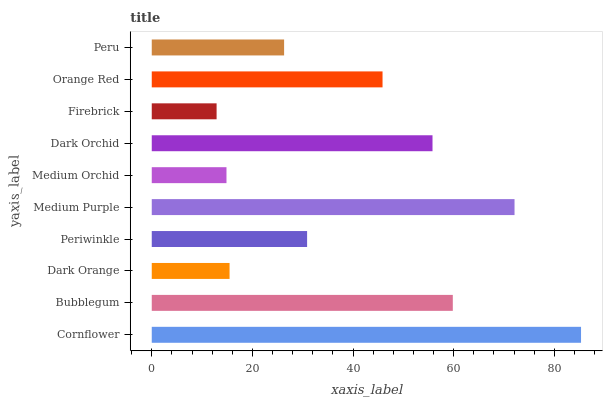 title
yaxis_label
Peru
Orange Red
Firebrick
Dark Orchid
Medium Orchid
Medium Purple
Periwinkle
Dark Orange
Bubblegum
Cornflower
0 20 40 60 80
xaxis_label